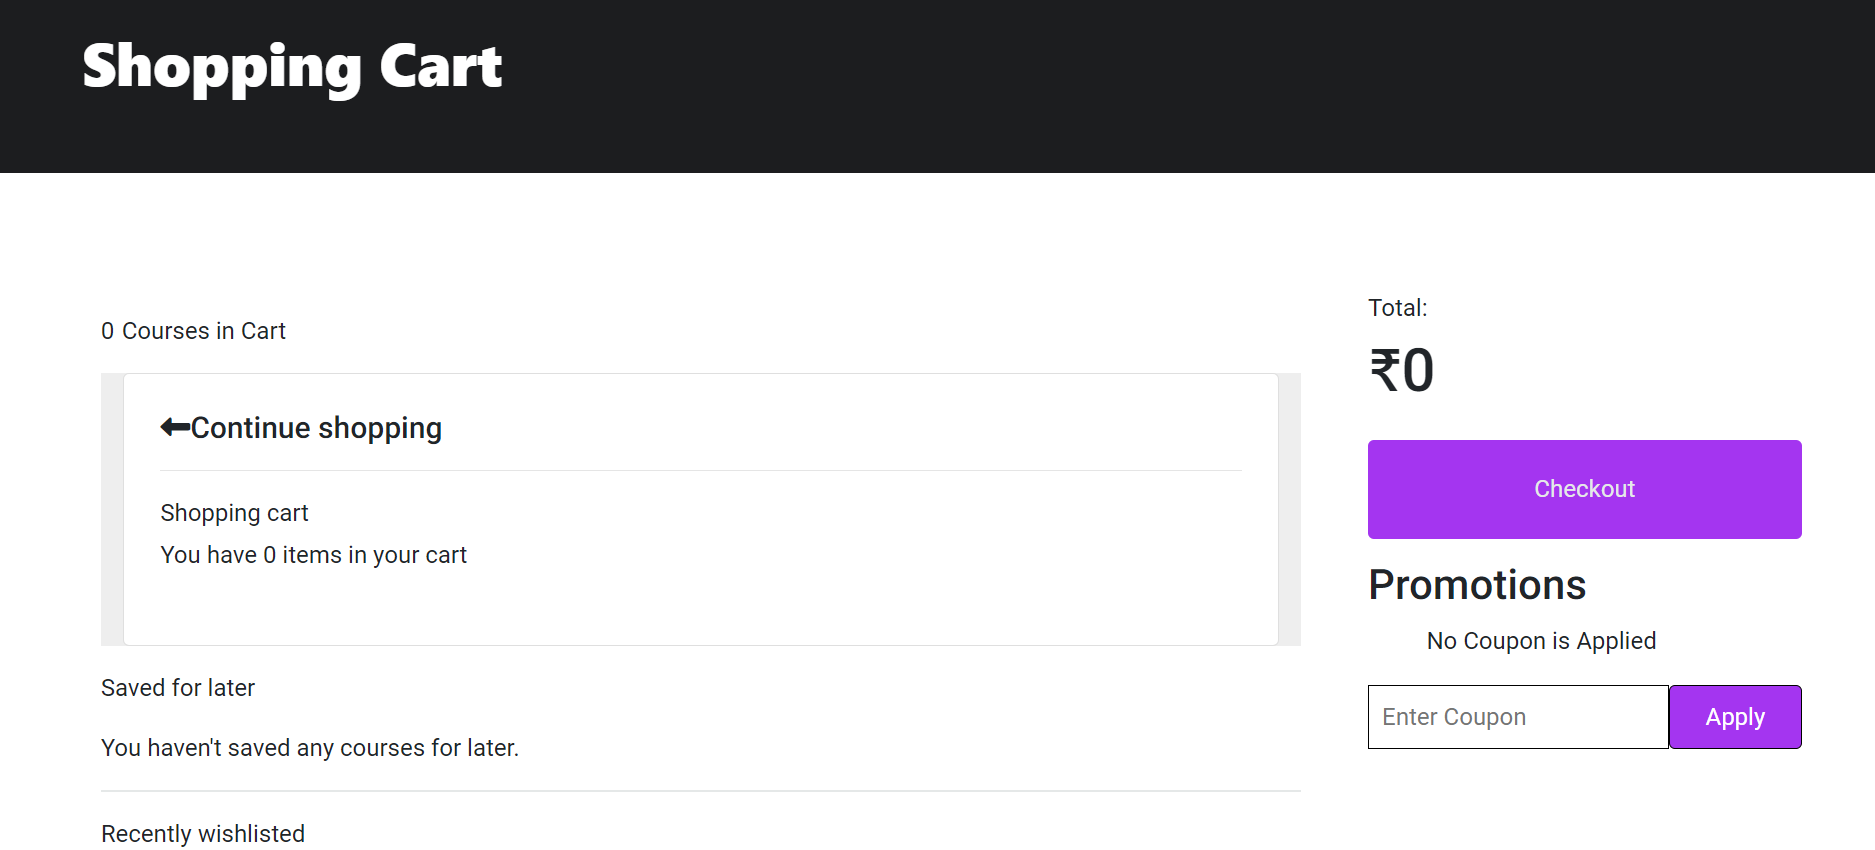 Shopping Cart
0 Courses in Cart
Continue shopping
Shopping cart
You have 0 items in your cart
Saved for later
You haven't saved any courses for later.
Recently wishlisted
Total:
₹0
Checkout
Promotions
No Coupon is Applied
Enter Coupon
Apply